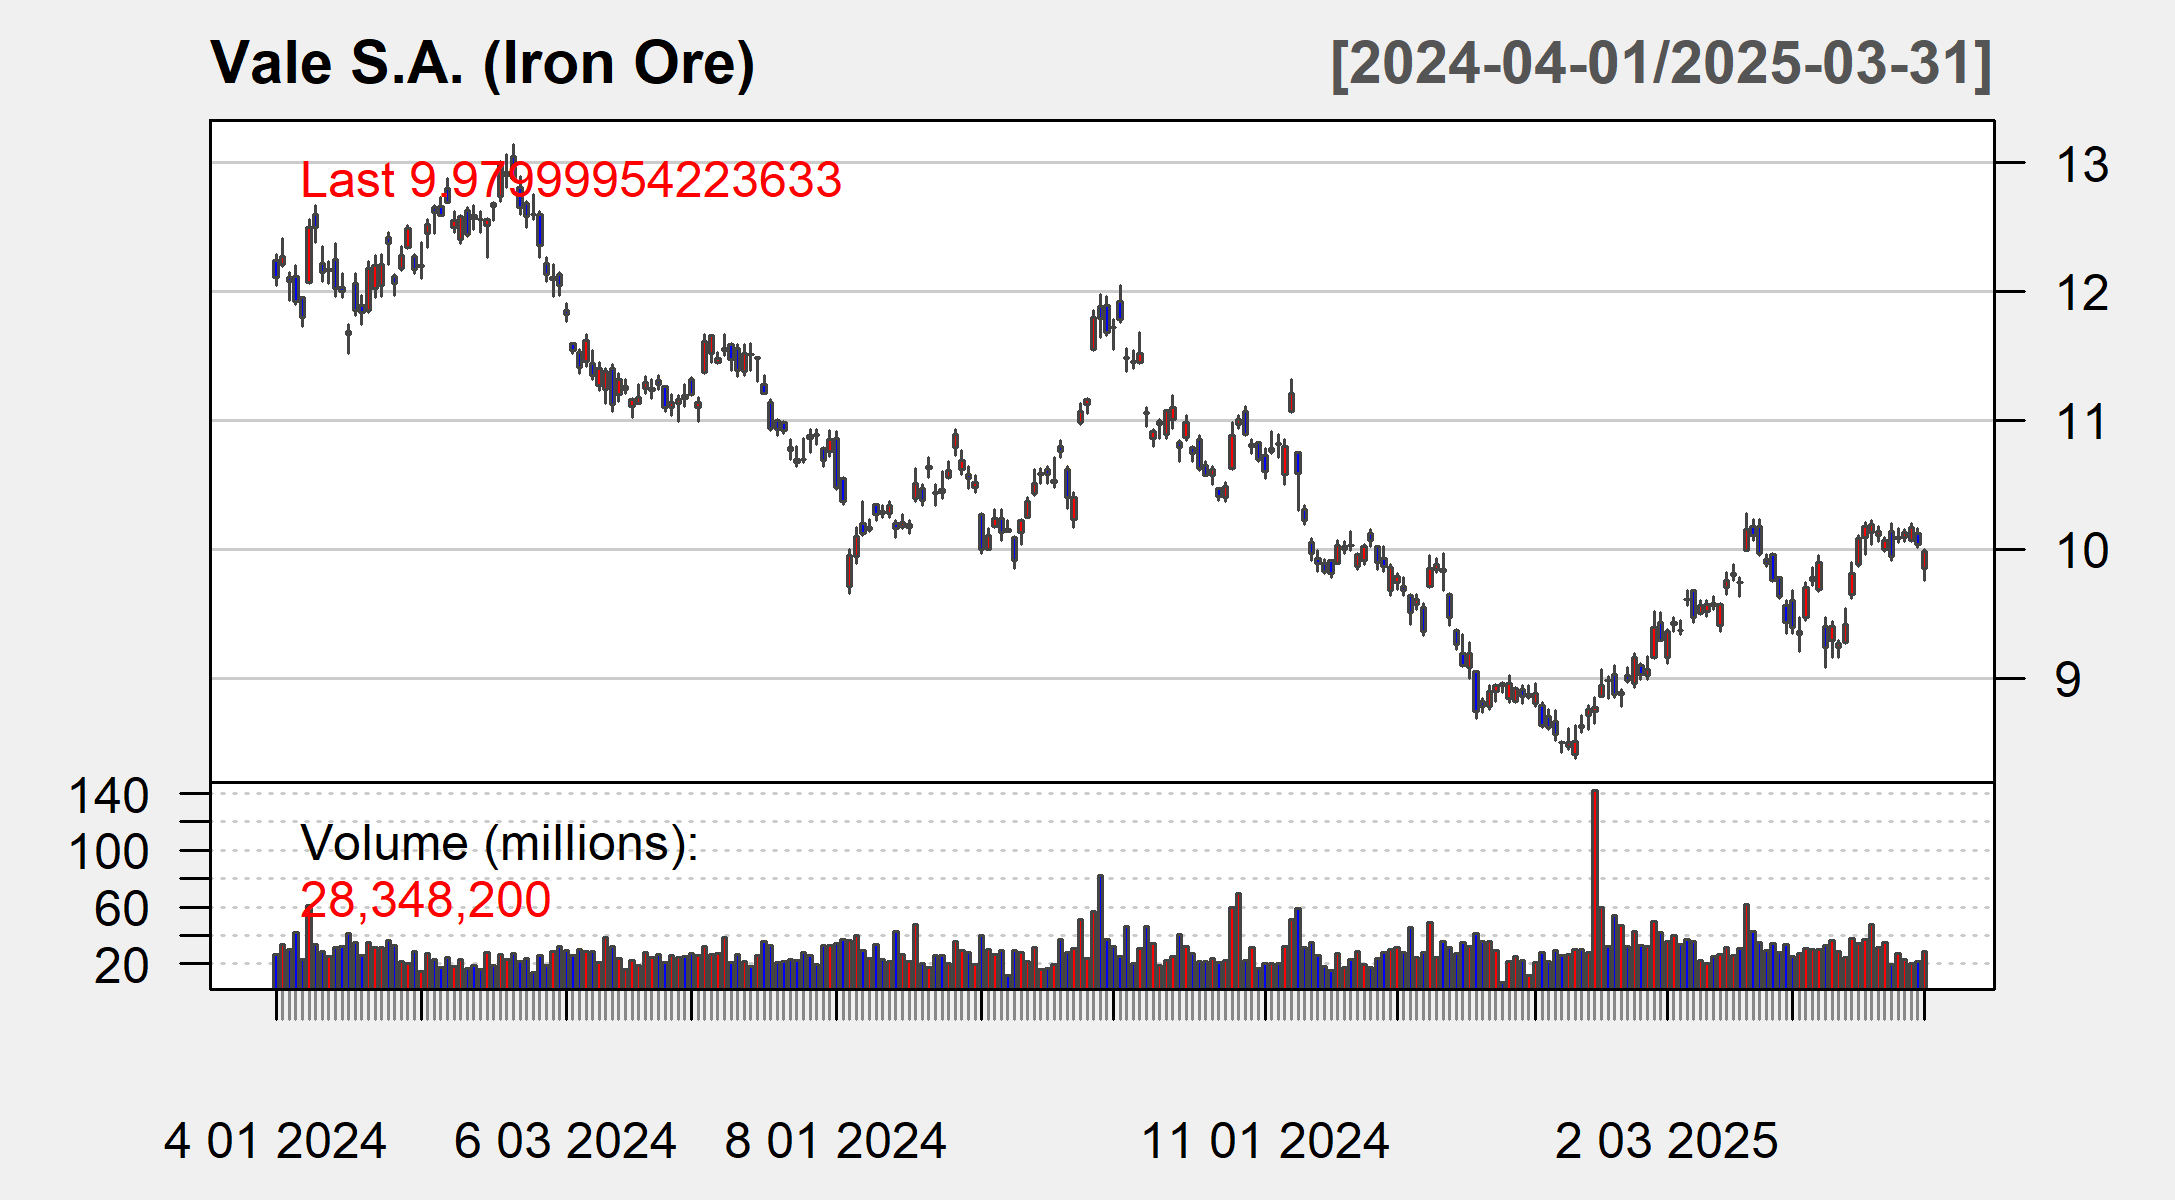 Vale S.A. (Iron Ore) [2024-04-01/2025-03-31]
Last 9.97999954223633
13
12
11
10
9
Volume (millions):
28,348,200
140
100
60
20
4 01 2024 6 03 2024 8 01 2024 11 01 2024 2 03 2025